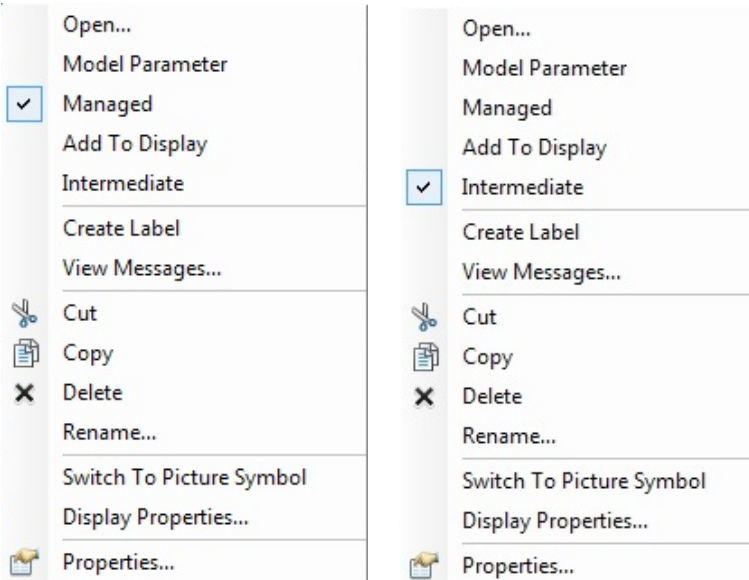 Open...
Model Parameter
Managed
Add To Display
Intermediate
Create Label
View Messages...
Cut
Copy
Delete
Rename...
Switch To Picture Symbol
Display Properties...
Properties...
Open...
Model Parameter
Managed
Add To Display
Intermediate
Create Label
View Messages...
Cut
Copy
Delete
Rename...
Switch To Picture Symbol
Display Properties...
Properties...